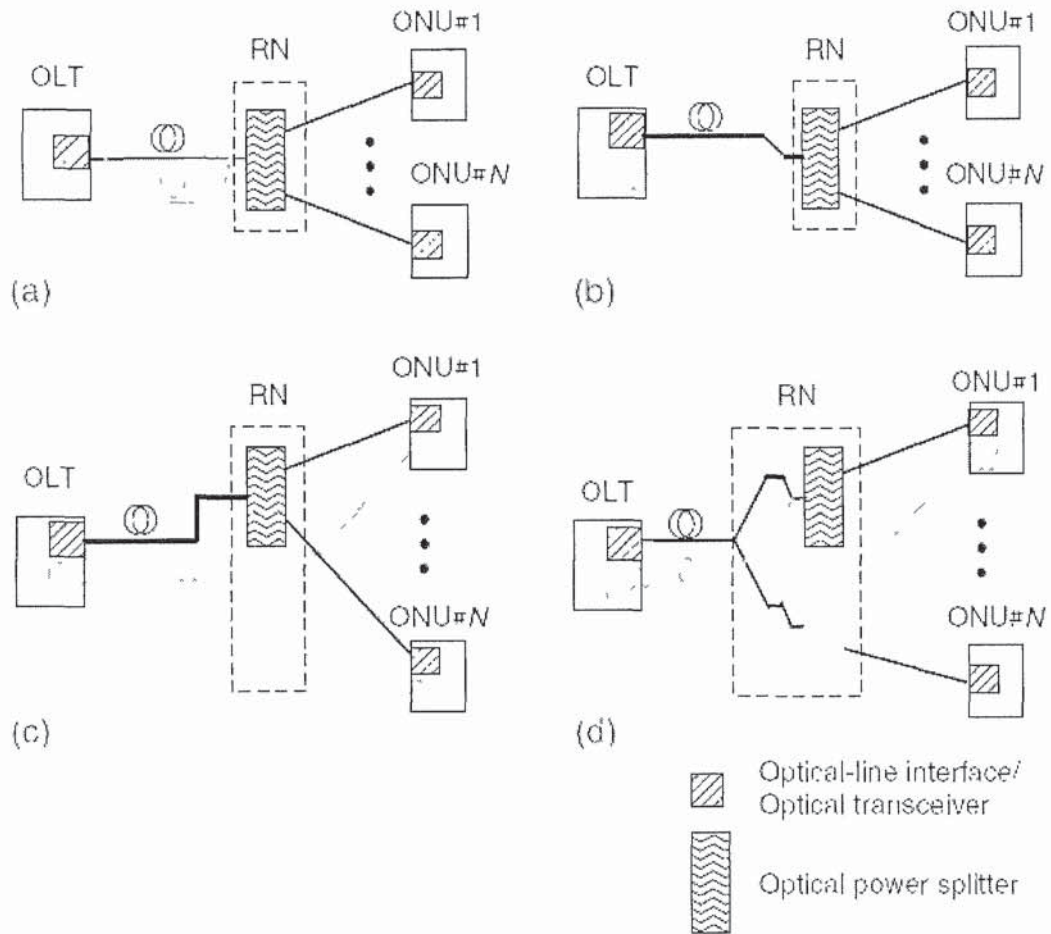 ONU#1
OLT
RN
ONU#N
(a)
ONU#1
OLT
RN
ONU#N
(b)
ONU#1
RN
OLT
ONU#N
(c)
ONU#1
RN
OLT
ONU#N
(d)
Optical-line interface/
Optical transceiver
Optical power splitter